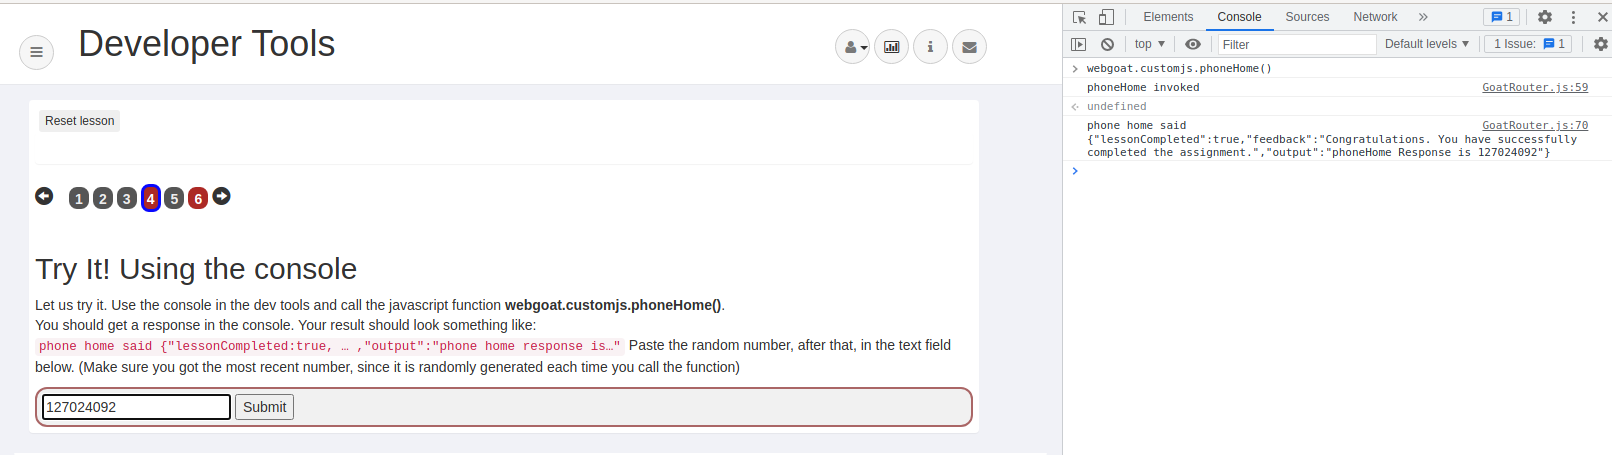 Developer Tools
Reset lesson
1 2 3 4 5 6
Try It! Using the console
Let us try it. Use the console in the dev tools and call the javascript function webgoat.customjs.phoneHome().
You should get a response in the console. Your result should look something like:
phone home said {"lessonCompleted:true, … ,"output":"phone home response is…" Paste the random number, after that, in the text field
below. (Make sure you got the most recent number, since it is randomly generated each time you call the function)
127024092 Submit
Elements Console Sources Network » 1
top Filter Default levels 1 Issue: 1
webgoat.customjs.phoneHome()
phoneHome invoked GoatRouter.js:59
undefined
phone home said GoatRouter.js:70
{"lessonCompleted":true,"feedback":"Congratulations. You have successfully
completed the assignment.","output":"phoneHome Response is 127024092"}